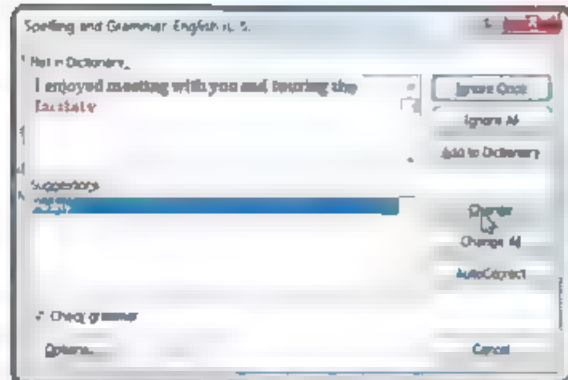 Spelling and Grammar: English (U. S.
Not in Dictionary:
I enjoyed meeting with you and touring the
Ignore Once
Ignore All
Add to Dictionary
Suggestions:
Change
Change All
AutoCorrect
Check grammar
Options...
Cancel